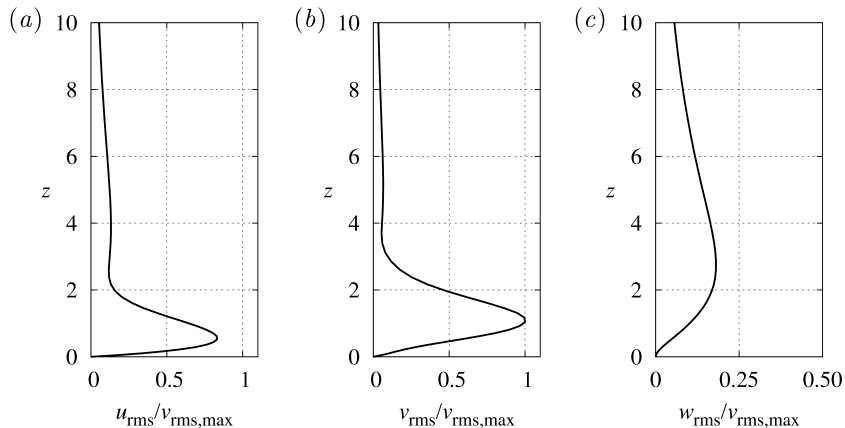 (a) (b) (c)
10 10 10
8 8 8
6 6 6
z z z
4 4 4
2 2 2
0 0 0
0 0.5 1 0 0.5 1 0 0.25 0.50
u_rms/v_rms,max v_rms/v_rms,max w_rms/v_rms,max